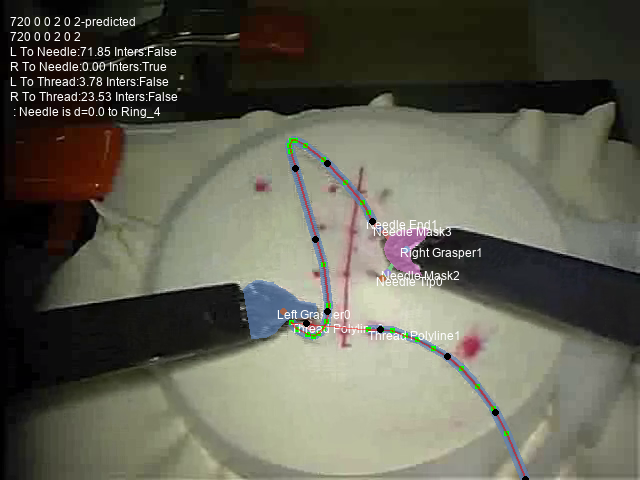 720 0 0 2 0 2-predicted
720 0 0 2 0 2
L To Needle:71.85 Inters:False
R To Needle:0.00 Inters:True
L To Thread:3.78 Inters:False
R To Thread:23.53 Inters:False
: Needle is d=0.0 to Ring_4
Needle End1
Needle Mask3
Right Grasper1
Needle Mask2
Needle Tip0
Left Grasper0
Thread Polylin
Thread Polyline1